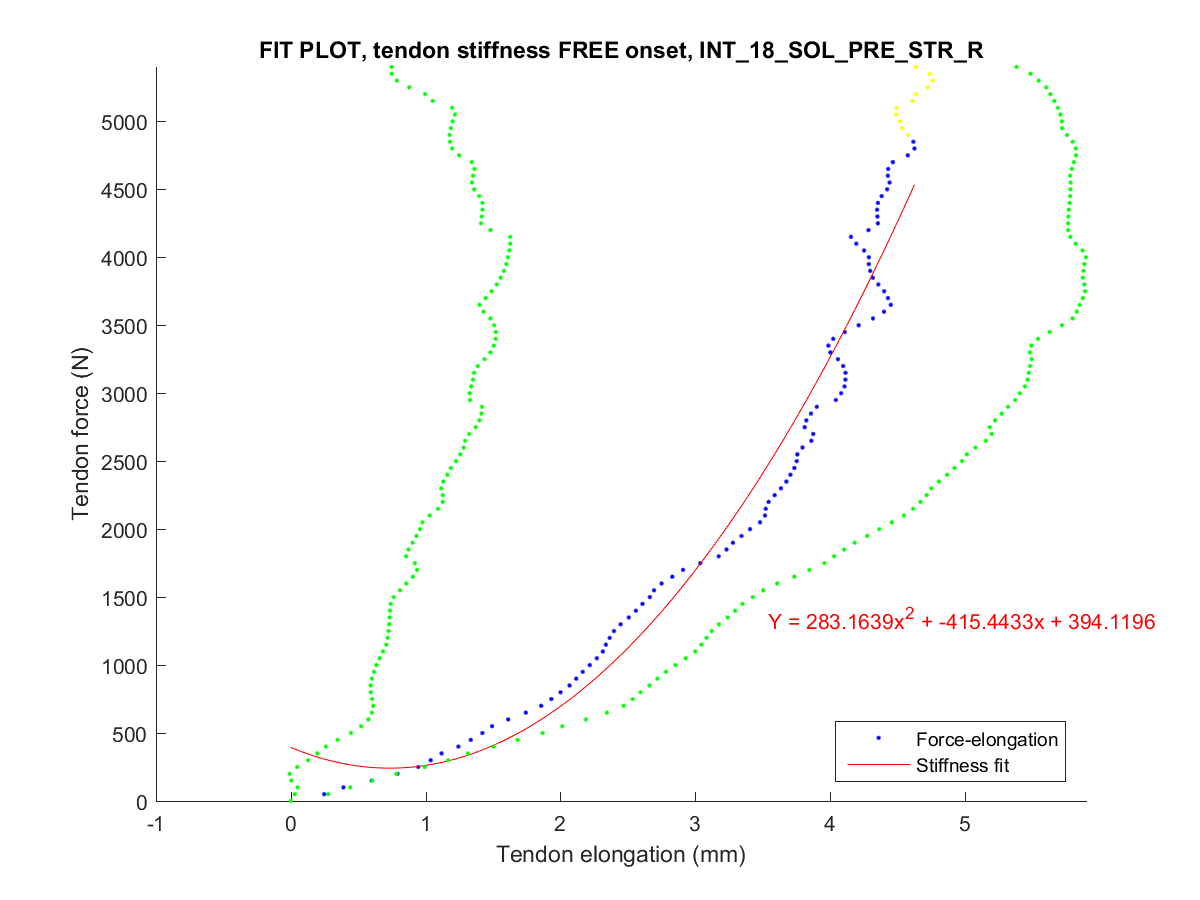 FIT PLOT, tendon stiffness FREE onset, INT_18_SOL_PRE_STR_R
5000
4500
4000
3500
3000
2500
2000
1500
1000
500
0
Tendon force (N)
Y = 283.1639x² + -415.4433x + 394.1196
Force-elongation
Stiffness fit
-1 0 1 2 3 4 5
Tendon elongation (mm)